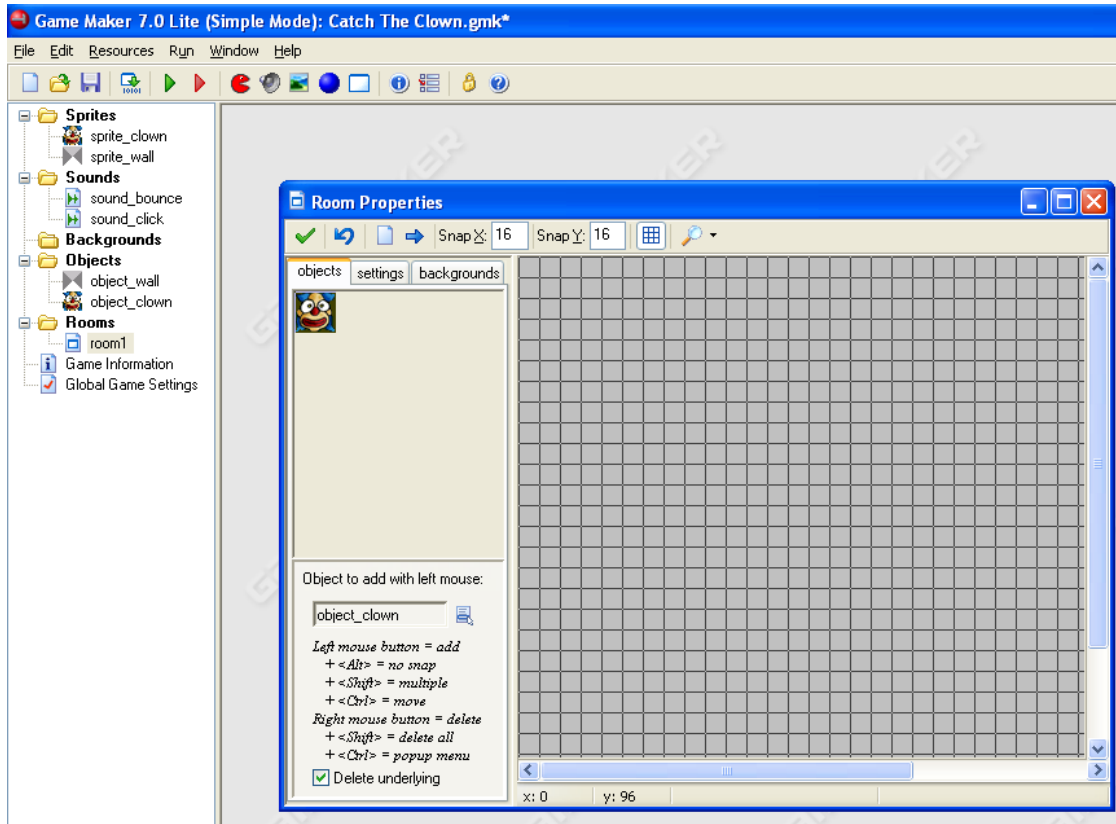 Game Maker 7.0 Lite (Simple Mode): Catch The Clown.gmk*
File Edit Resources Run Window Help
Sprites
sprite_clown
sprite_wall
Sounds
sound_bounce
sound_click
Backgrounds
Objects
object_wall
object_clown
Rooms
room1
Game Information
Global Game Settings
Room Properties
Snap X: 16 Snap Y: 16
objects settings backgrounds
Object to add with left mouse:
object_clown
Left mouse button = add
+ <Alt> = no snap
+ <Shift> = multiple
+ <Ctrl> = move
Right mouse button = delete
+ <Shift> = delete all
+ <Ctrl> = popup menu
Delete underlying
x: 0 y: 96